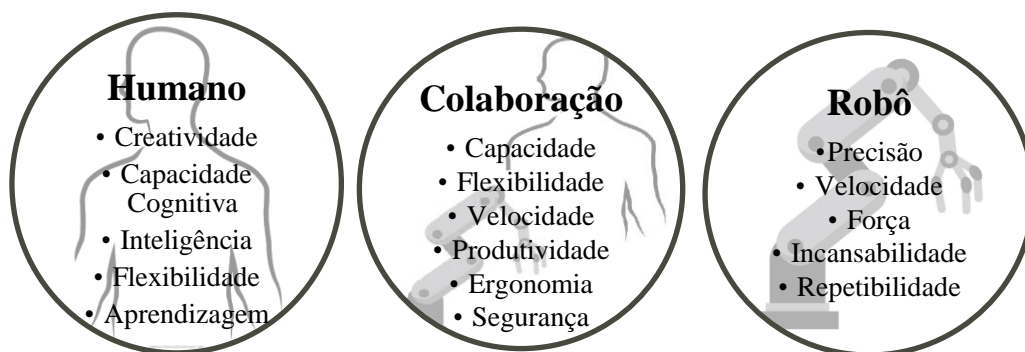 Humano
• Creatividade
• Capacidade
Cognitiva
• Inteligência
• Flexibilidade
• Aprendizagem
Colaboração
• Capacidade
• Flexibilidade
• Velocidade
• Produtividade
• Ergonomia
• Segurança
Robô
•Precisão
• Velocidade
• Força
• Incansabilidade
• Repetibilidade